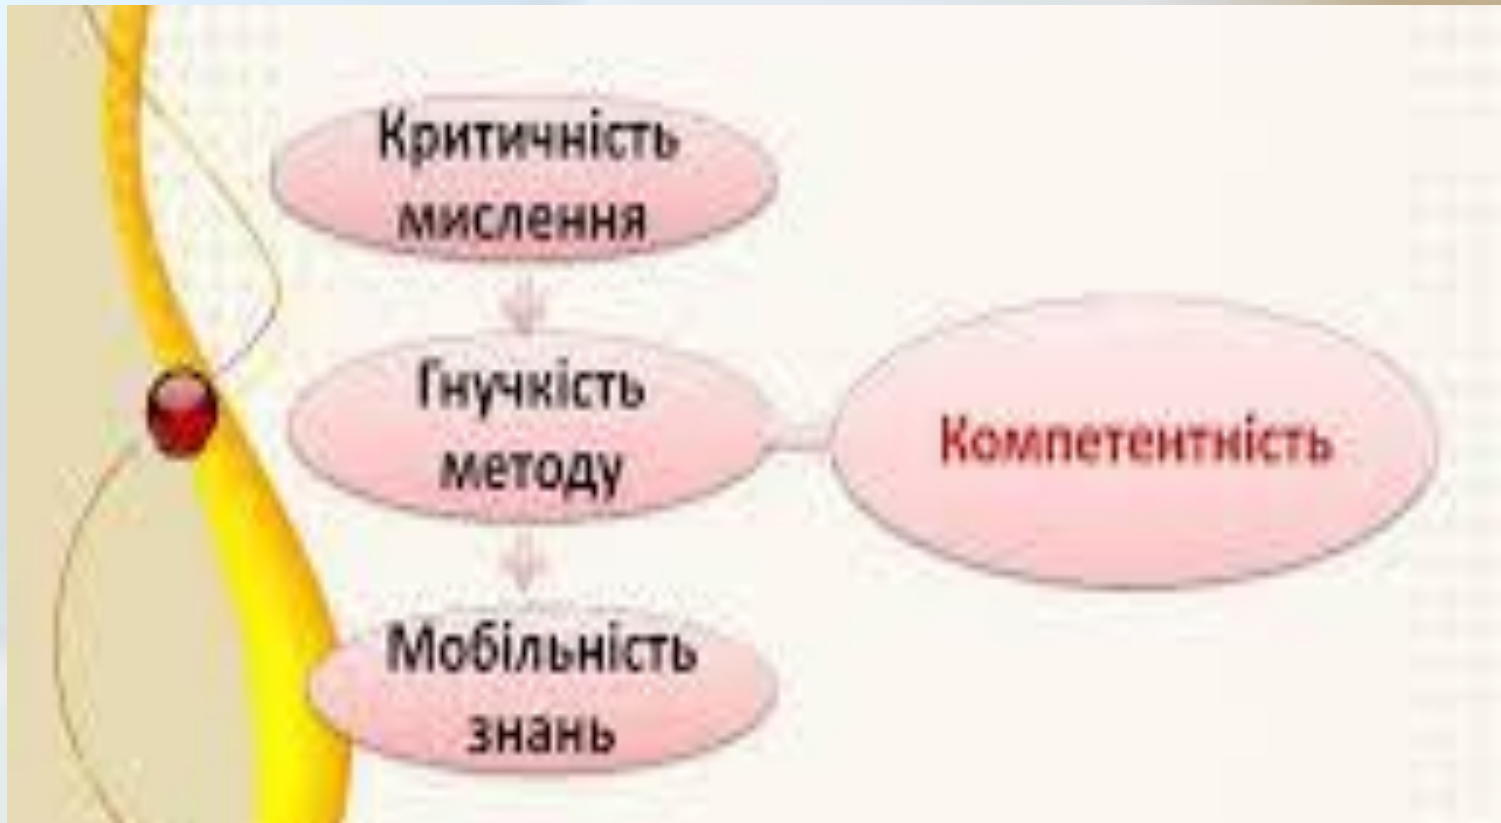 Критичність
мислення
Гнучкість
методу
Компетентність
Мобільність
знань